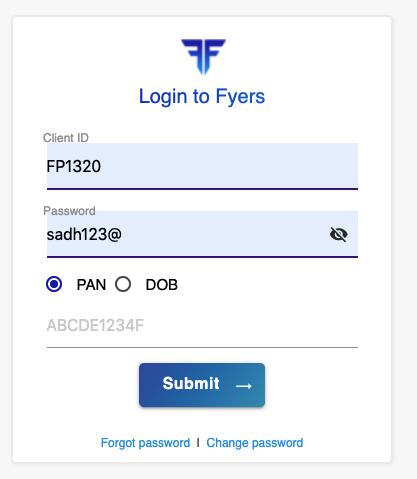 Login to Fyers
Client ID
FP1320
Password
sadh123@
PAN DOB
ABCDE1234F
Submit →
Forgot password | Change password